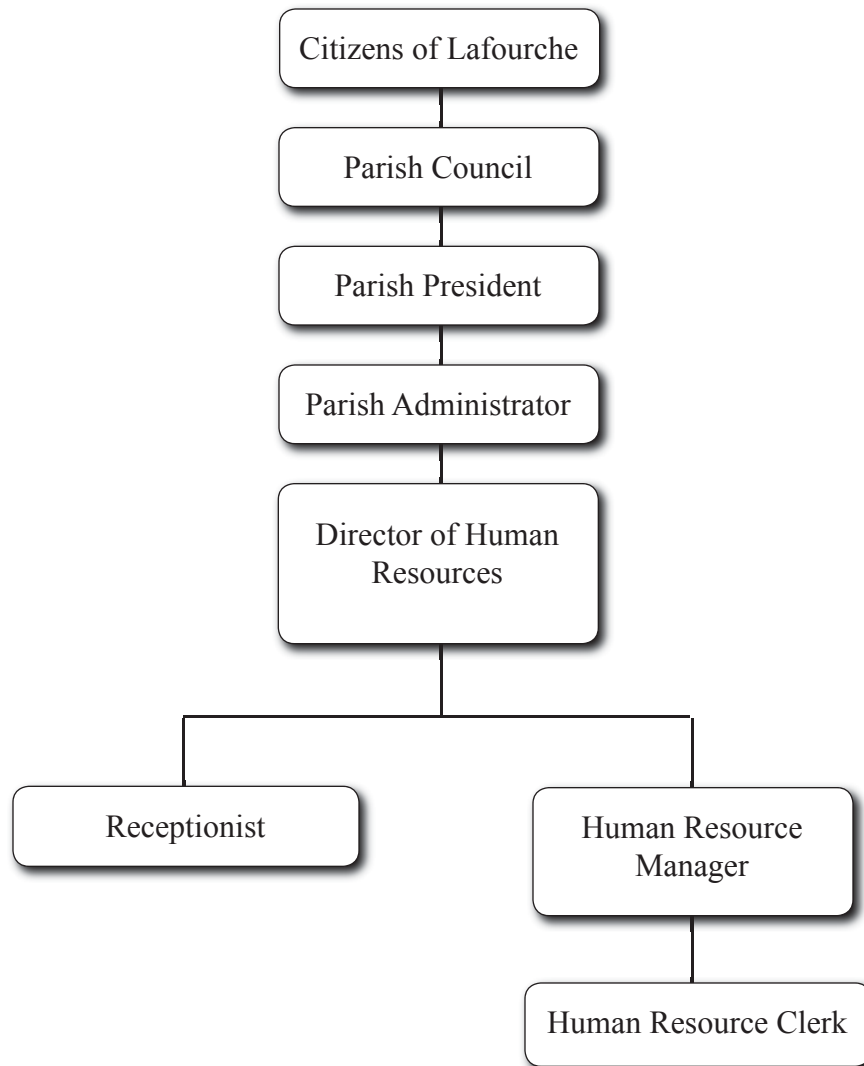 Citizens of Lafourche
Parish Council
Parish President
Parish Administrator
Director of Human
Resources
Receptionist
Human Resource
Manager
Human Resource Clerk